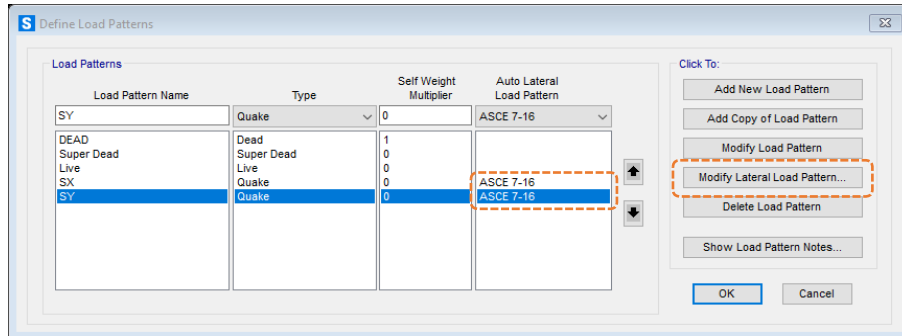 S Define Load Patterns
Load Patterns
Click To:
Load Pattern Name Type Self Weight Multiplier Auto Lateral Load Pattern
SY Quake 0 ASCE 7-16
DEAD Dead 1
Super Dead Super Dead 0
Live Live 0
SX Quake 0 ASCE 7-16
SY Quake 0 ASCE 7-16
Add New Load Pattern
Add Copy of Load Pattern
Modify Load Pattern
Modify Lateral Load Pattern...
Delete Load Pattern
Show Load Pattern Notes...
OK Cancel